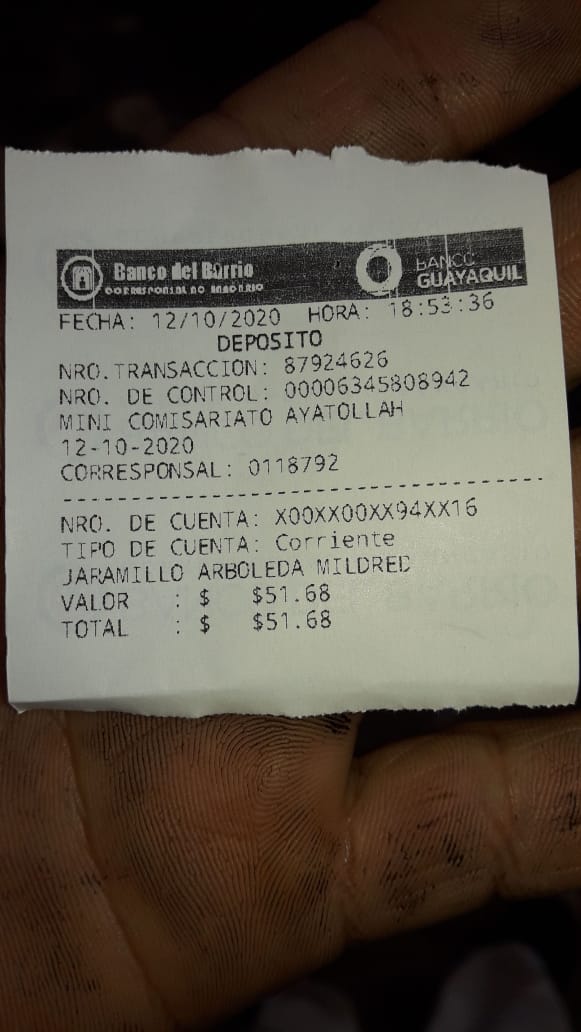 Banco del Barrio
CORRESPONSAL NO BANCARIO
BANCO
GUAYAQUIL
FECHA: 12/10/2020 HORA: 18:53:36
DEPOSITO
NRO.TRANSACCION: 87924626
NRO. DE CONTROL: 00006345808942
MINI COMISARIATO AYATOLLAH
12-10-2020
CORRESPONSAL: 0118792
NRO. DE CUENTA: X00XX00XX94XX16
TIPO DE CUENTA: Corriente
JARAMILLO ARBOLEDA MILDRED
VALOR : $ $51.68
TOTAL : $ $51.68